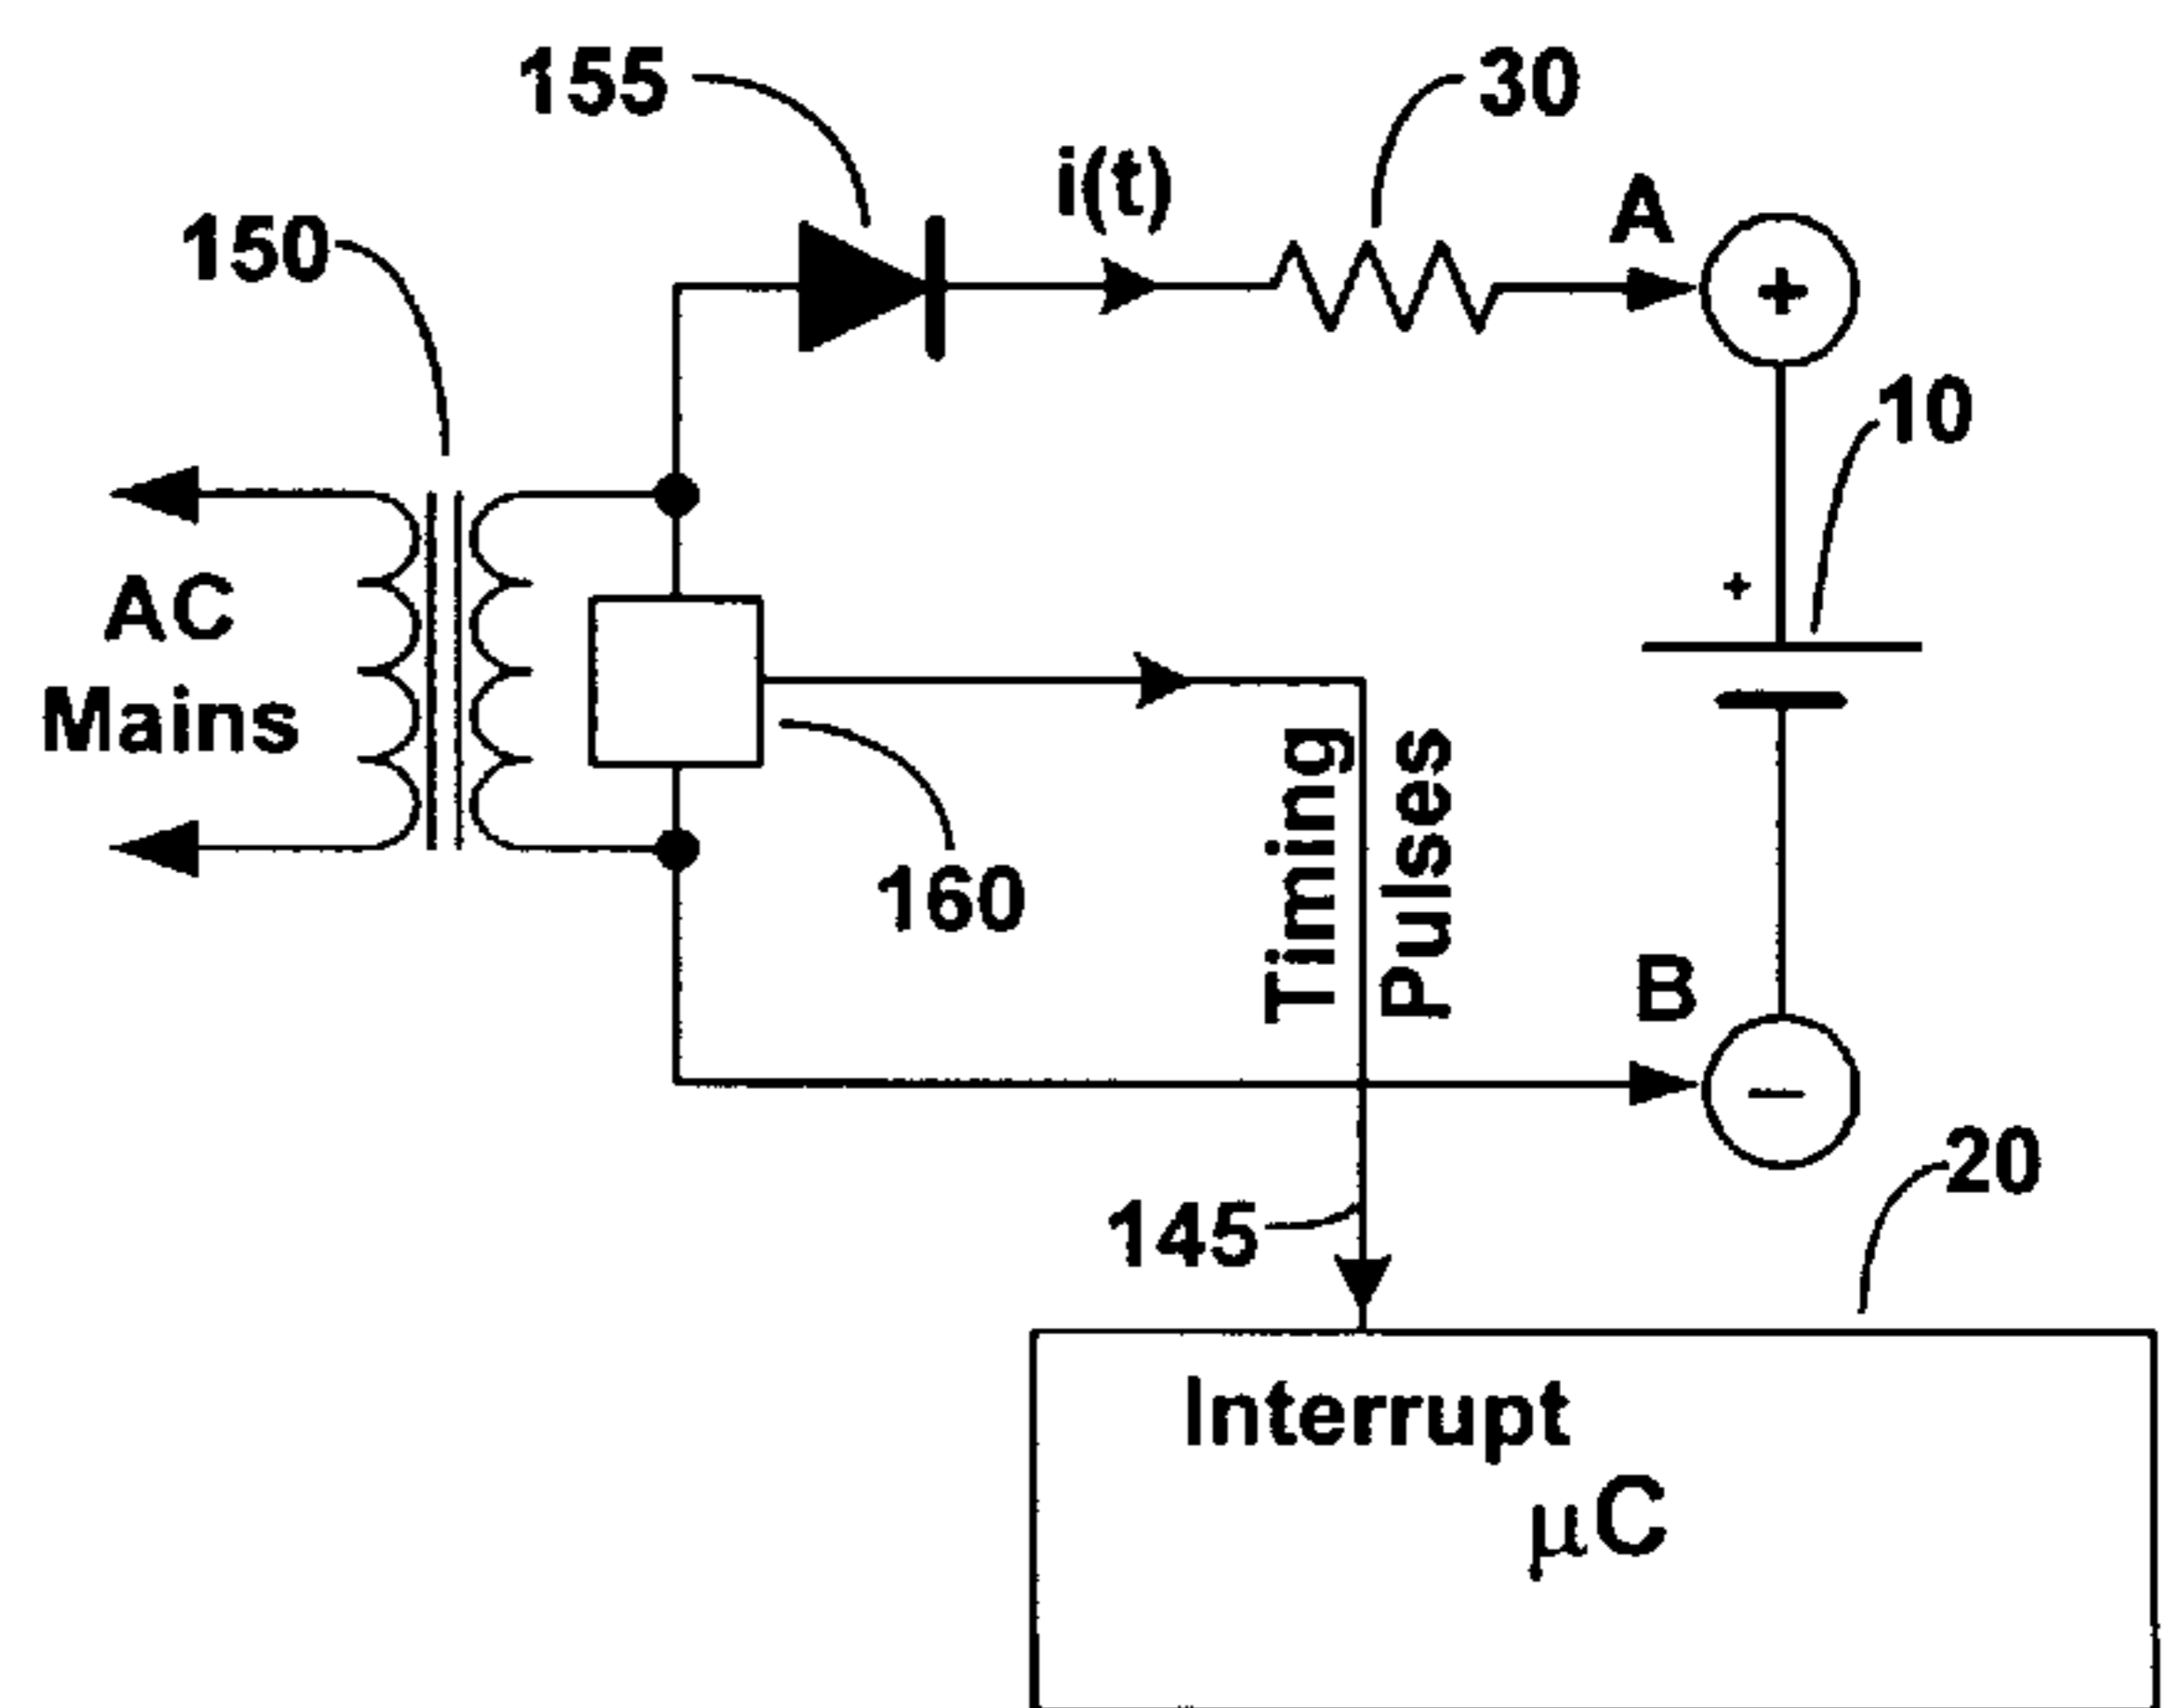 155
30
i(t)
A
150
+
10
+
AC
Mains
Timing
Pulses
160
B
−
20
145
Interrupt
µC